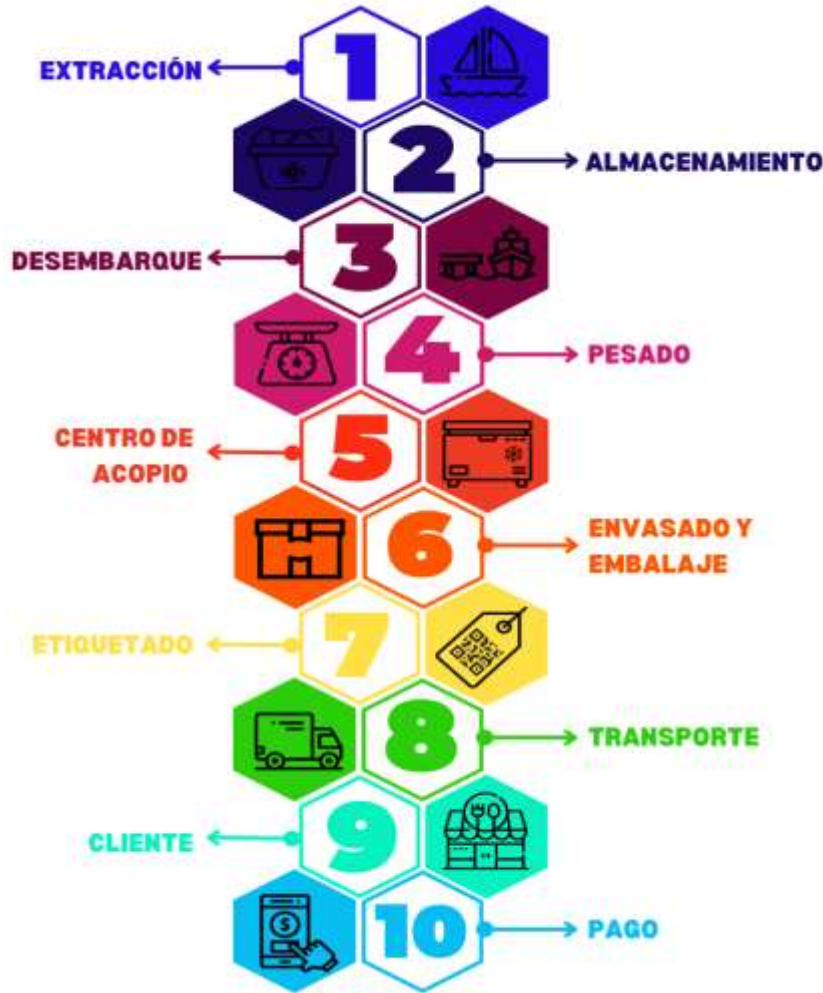 1
EXTRACCIÓN
2
ALMACENAMIENTO
3
DESEMBARQUE
4
PESADO
5
CENTRO DE
ACOPIO
6
ENVASADO Y
EMBALAJE
7
ETIQUETADO
8
TRANSPORTE
9
CLIENTE
$
10
PAGO